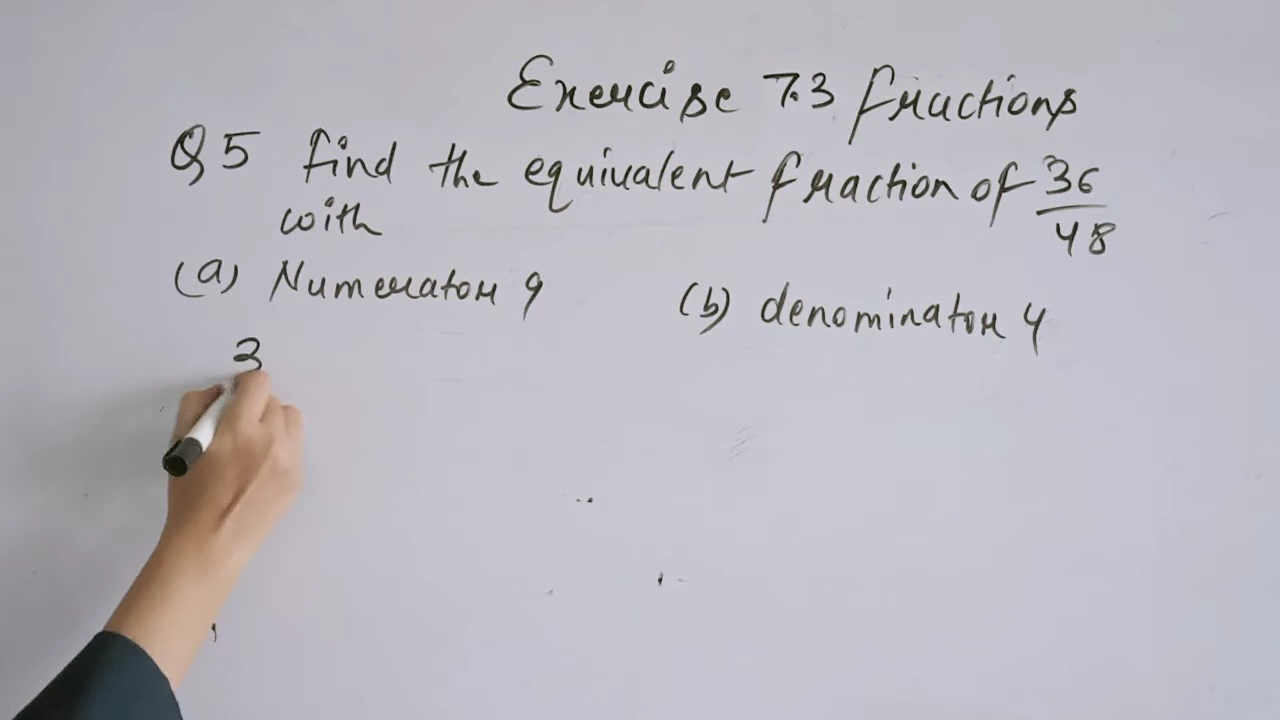 Exercise 7.3 fractions
Q5 find the equivalent fraction of 36/48
with
(a) Numerator 9
(b) denominator 4
3